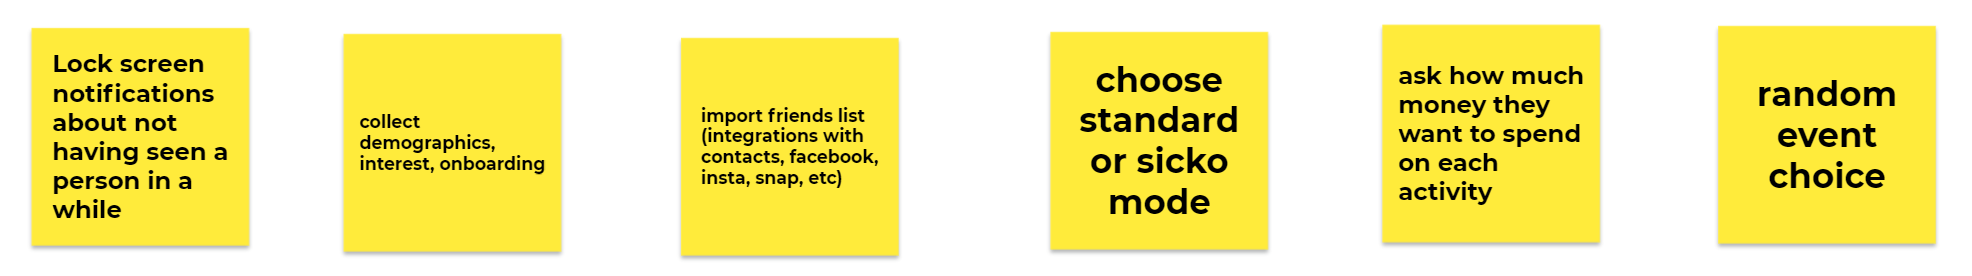 Lock screen
notifications
about not
having seen a
person in a
while
collect
demographics,
interest, onboarding
import friends list
(integrations with
contacts, facebook,
insta, snap, etc)
choose
standard
or sicko
mode
ask how much
money they
want to spend
on each
activity
random
event
choice